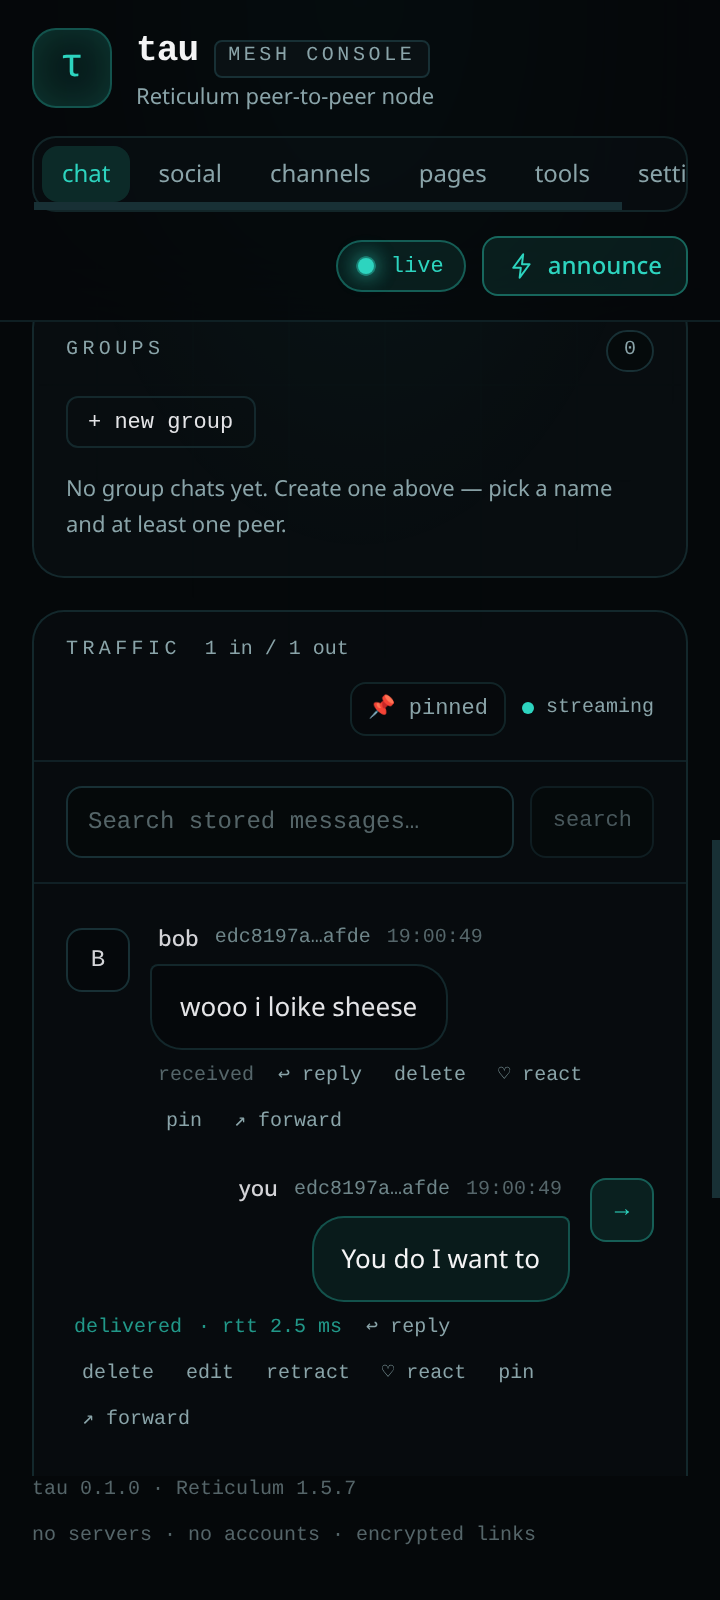 τ
tau MESH CONSOLE
Reticulum peer-to-peer node
chat social channels pages tools setti
live announce
GROUPS 0
+ new group
No group chats yet. Create one above — pick a name
and at least one peer.
TRAFFIC 1 in / 1 out
📌 pinned streaming
Search stored messages… search
B
bob edc8197a…afde 19:00:49
wooo i loike sheese
received ↩ reply delete ♡ react
pin ↗ forward
you edc8197a…afde 19:00:49
→
You do I want to
delivered · rtt 2.5 ms ↩ reply
delete edit retract ♡ react pin
↗ forward
tau 0.1.0 · Reticulum 1.5.7
no servers · no accounts · encrypted links